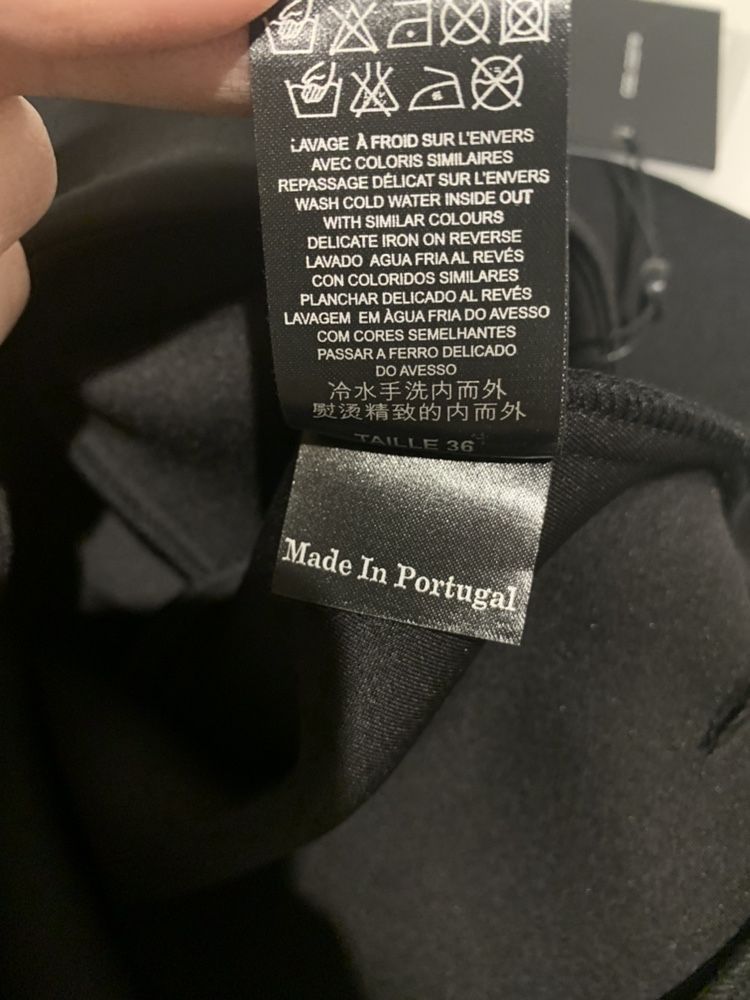 LAVAGE À FROID SUR L'ENVERS
AVEC COLORIS SIMILAIRES
REPASSAGE DÉLICAT SUR L'ENVERS
WASH COLD WATER INSIDE OUT
WITH SIMILAR COLOURS
DELICATE IRON ON REVERSE
LAVADO AGUA FRIA AL REVÉS
CON COLORIDOS SIMILARES
PLANCHAR DELICADO AL REVÉS
LAVAGEM EM ÀGUA FRIA DO AVESSO
COM CORES SEMELHANTES
PASSAR A FERRO DELICADO
DO AVESSO
冷水手洗内而外
熨烫精致的内而外
TAILLE 36
Made In Portugal